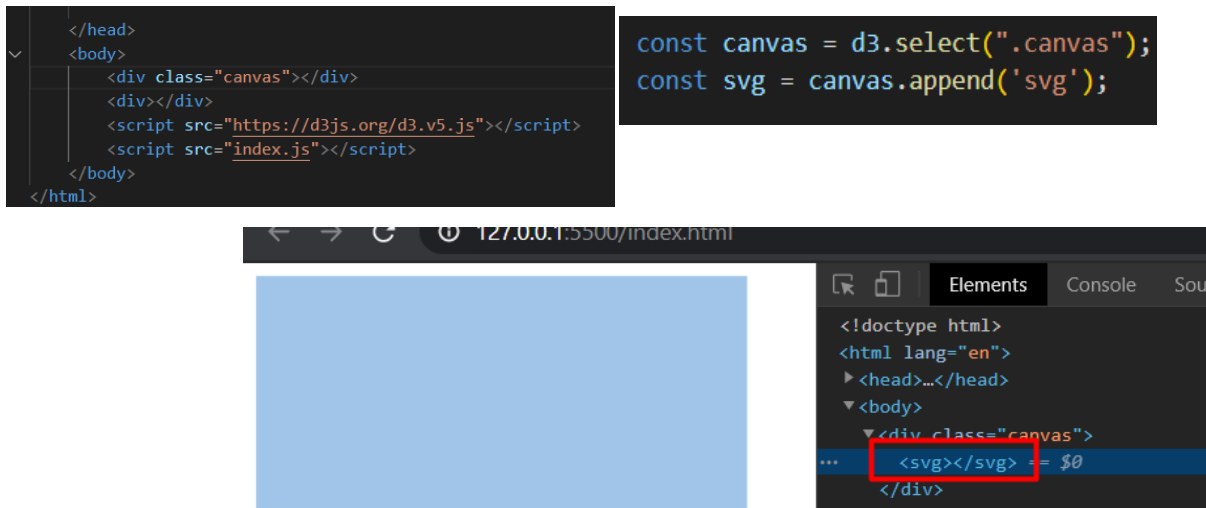 </head>
<body>
<div class="canvas"></div>
<div></div>
<script src="https://d3js.org/d3.v5.js"></script>
<script src="index.js"></script>
</body>
</html>
const canvas = d3.select(".canvas");
const svg = canvas.append('svg');
127.0.0.1:5500/index.html
Elements Console Sou
<!doctype html>
<html lang="en">
<head>…</head>
<body>
<div class="canvas">
<svg></svg> == $0
</div>